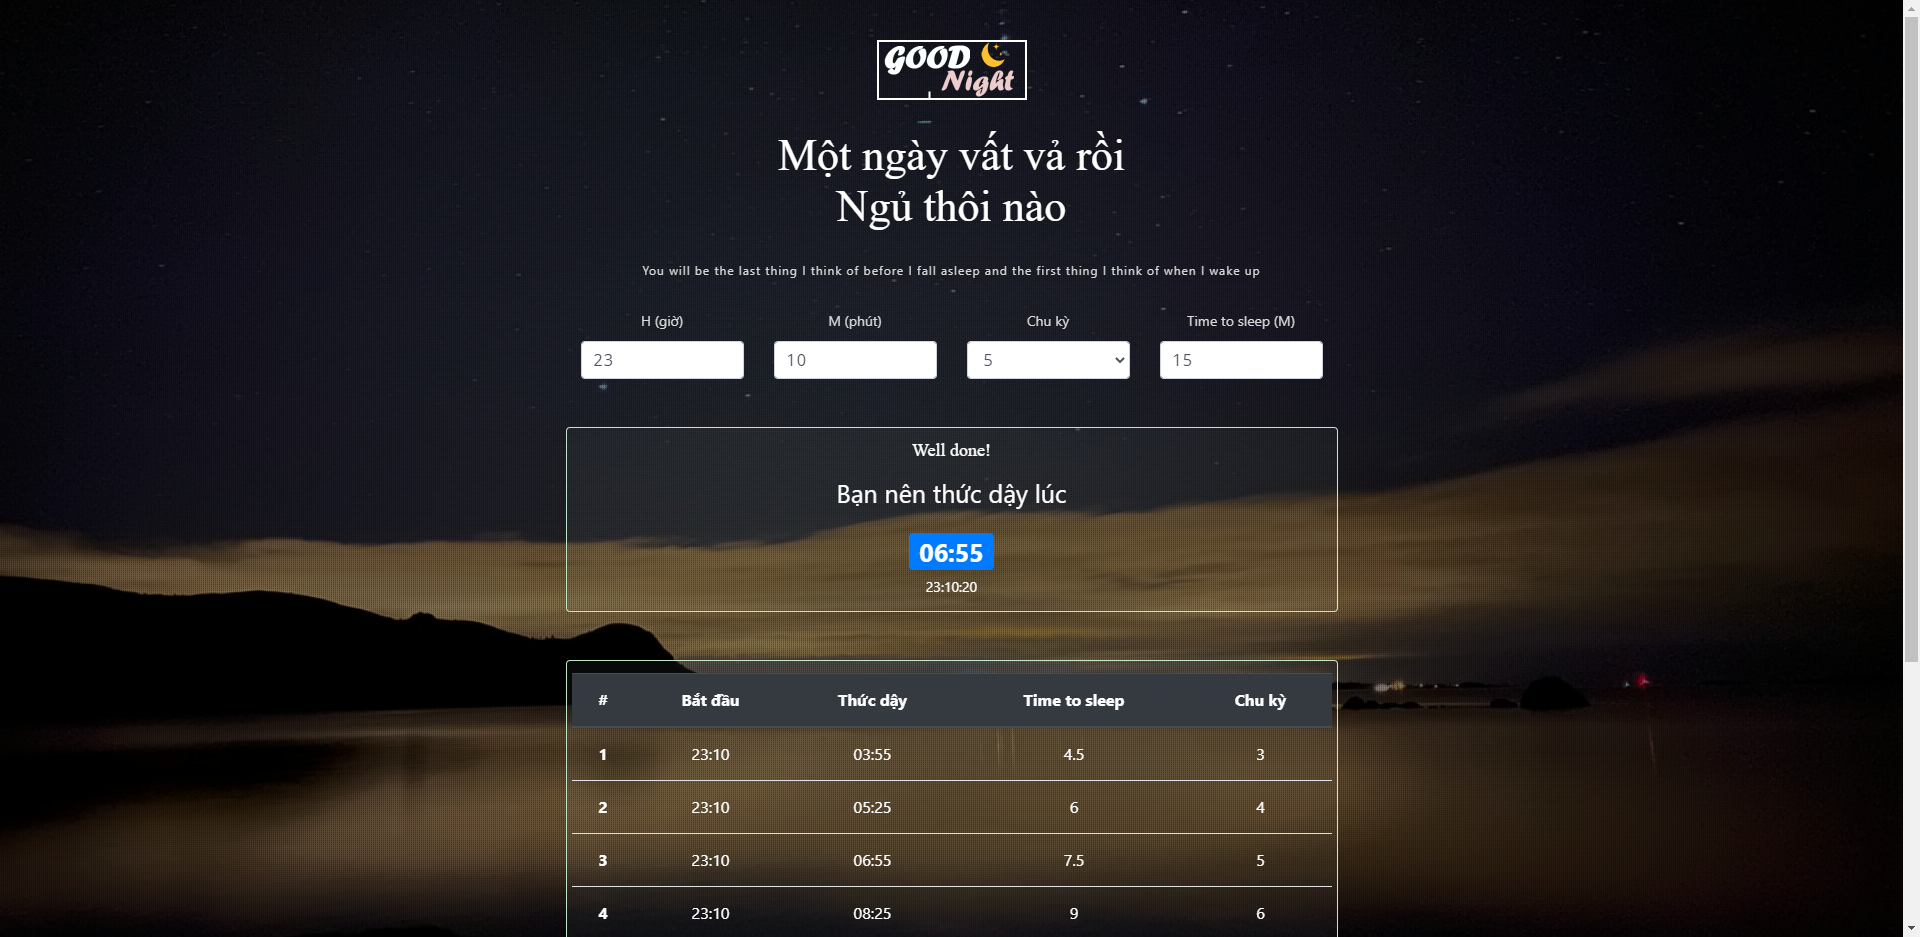 GOOD
Night
Một ngày vất vả rồi
Ngủ thôi nào
You will be the last thing I think of before I fall asleep and the first thing I think of when I wake up
H (giờ) M (phút) Chu kỳ Time to sleep (M)
23 10 5 15
Well done!
Bạn nên thức dậy lúc
06:55
23:10:20
# Bắt đầu Thức dậy Time to sleep Chu kỳ
1 23:10 03:55 4.5 3
2 23:10 05:25 6 4
3 23:10 06:55 7.5 5
4 23:10 08:25 9 6